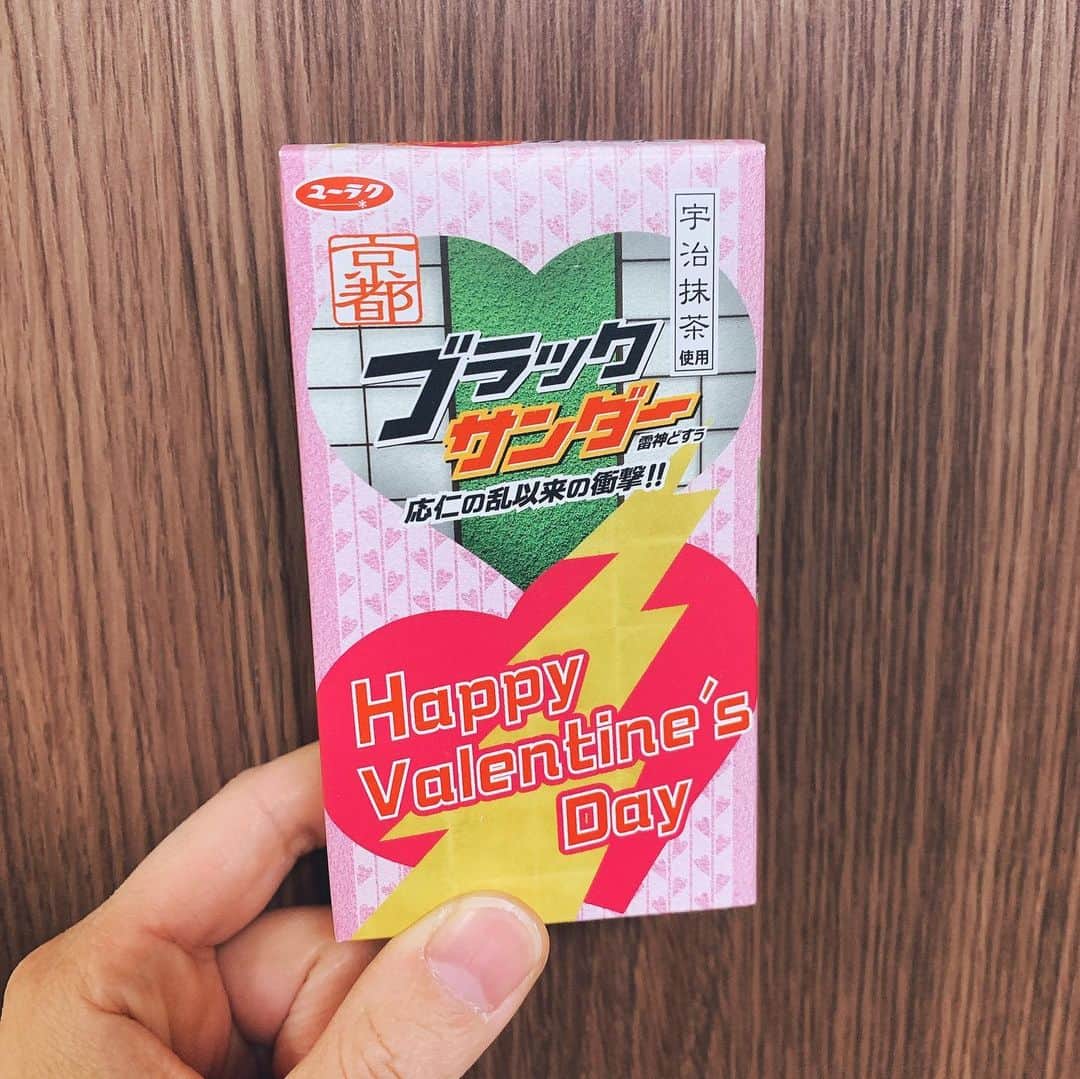 ユーラク
京都
宇治抹茶使用
ブラック
サンダー
雷神どすう
応仁の乱以来の衝撃!!
Happy
Valentine's
Day